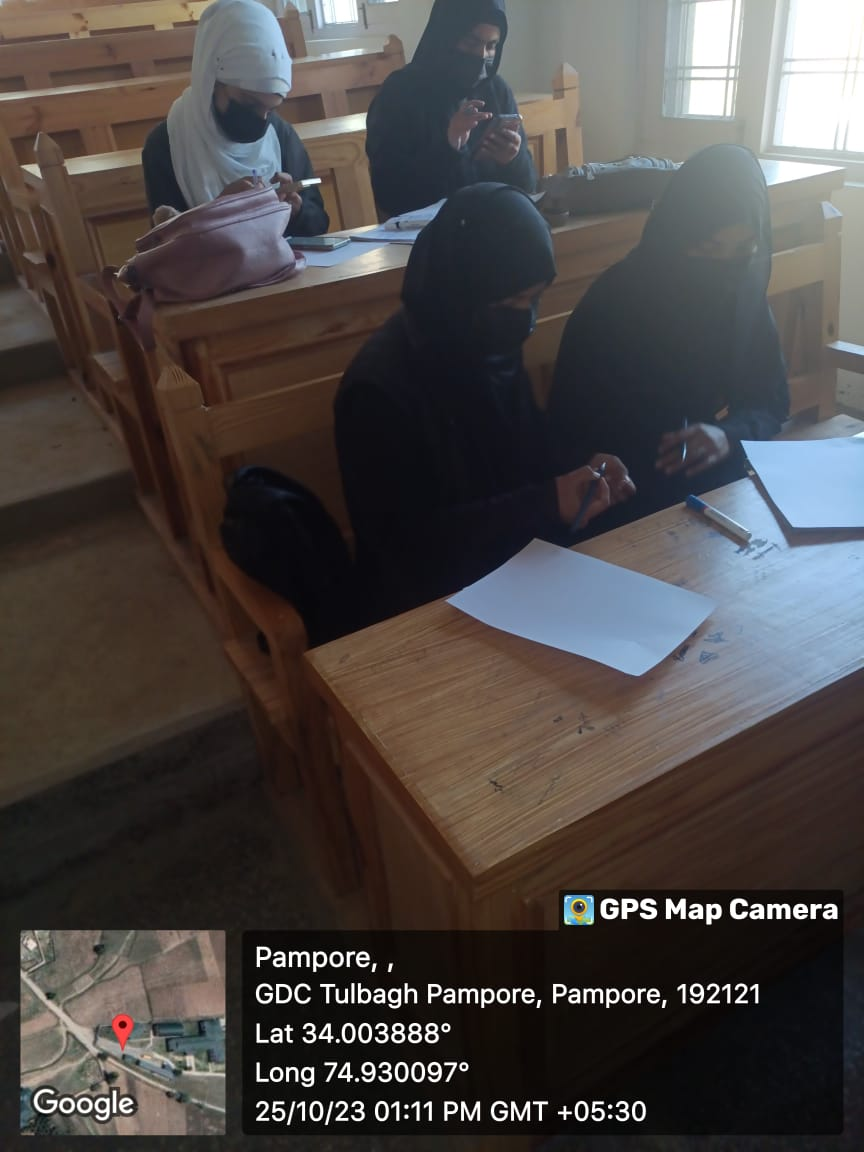 GPS Map Camera
Pampore, ,
GDC Tulbagh Pampore, Pampore, 192121
Lat 34.003888°
Long 74.930097°
25/10/23 01:11 PM GMT +05:30
Google